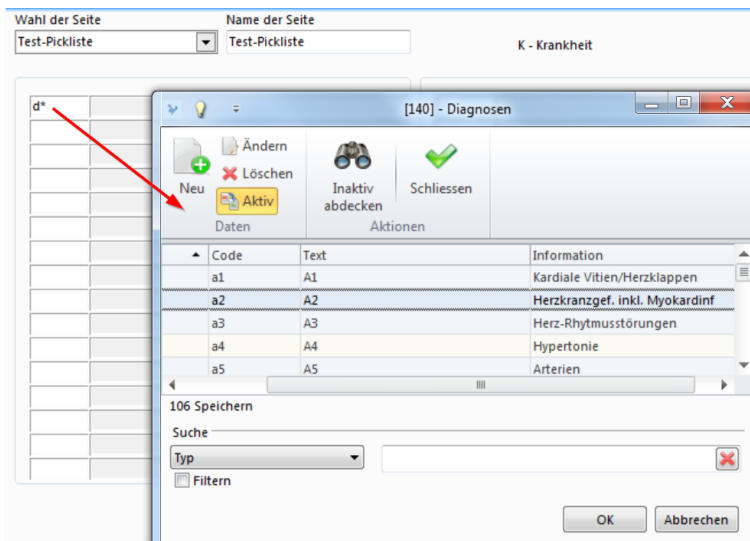 Wahl der Seite Name der Seite
Test-Pickliste Test-Pickliste
K - Krankheit
d*
[140] - Diagnosen
Neu
Ändern
Löschen
Aktiv
Daten
Inaktiv
abdecken
Schliessen
Aktionen
Code Text Information
a1 A1 Kardiale Vitien/Herzklappen
a2 A2 Herzkranzgef. inkl. Myokardinf
a3 A3 Herz-Rhytmusstörungen
a4 A4 Hypertonie
a5 A5 Arterien
106 Speichern
Suche
Typ
Filtern
OK Abbrechen